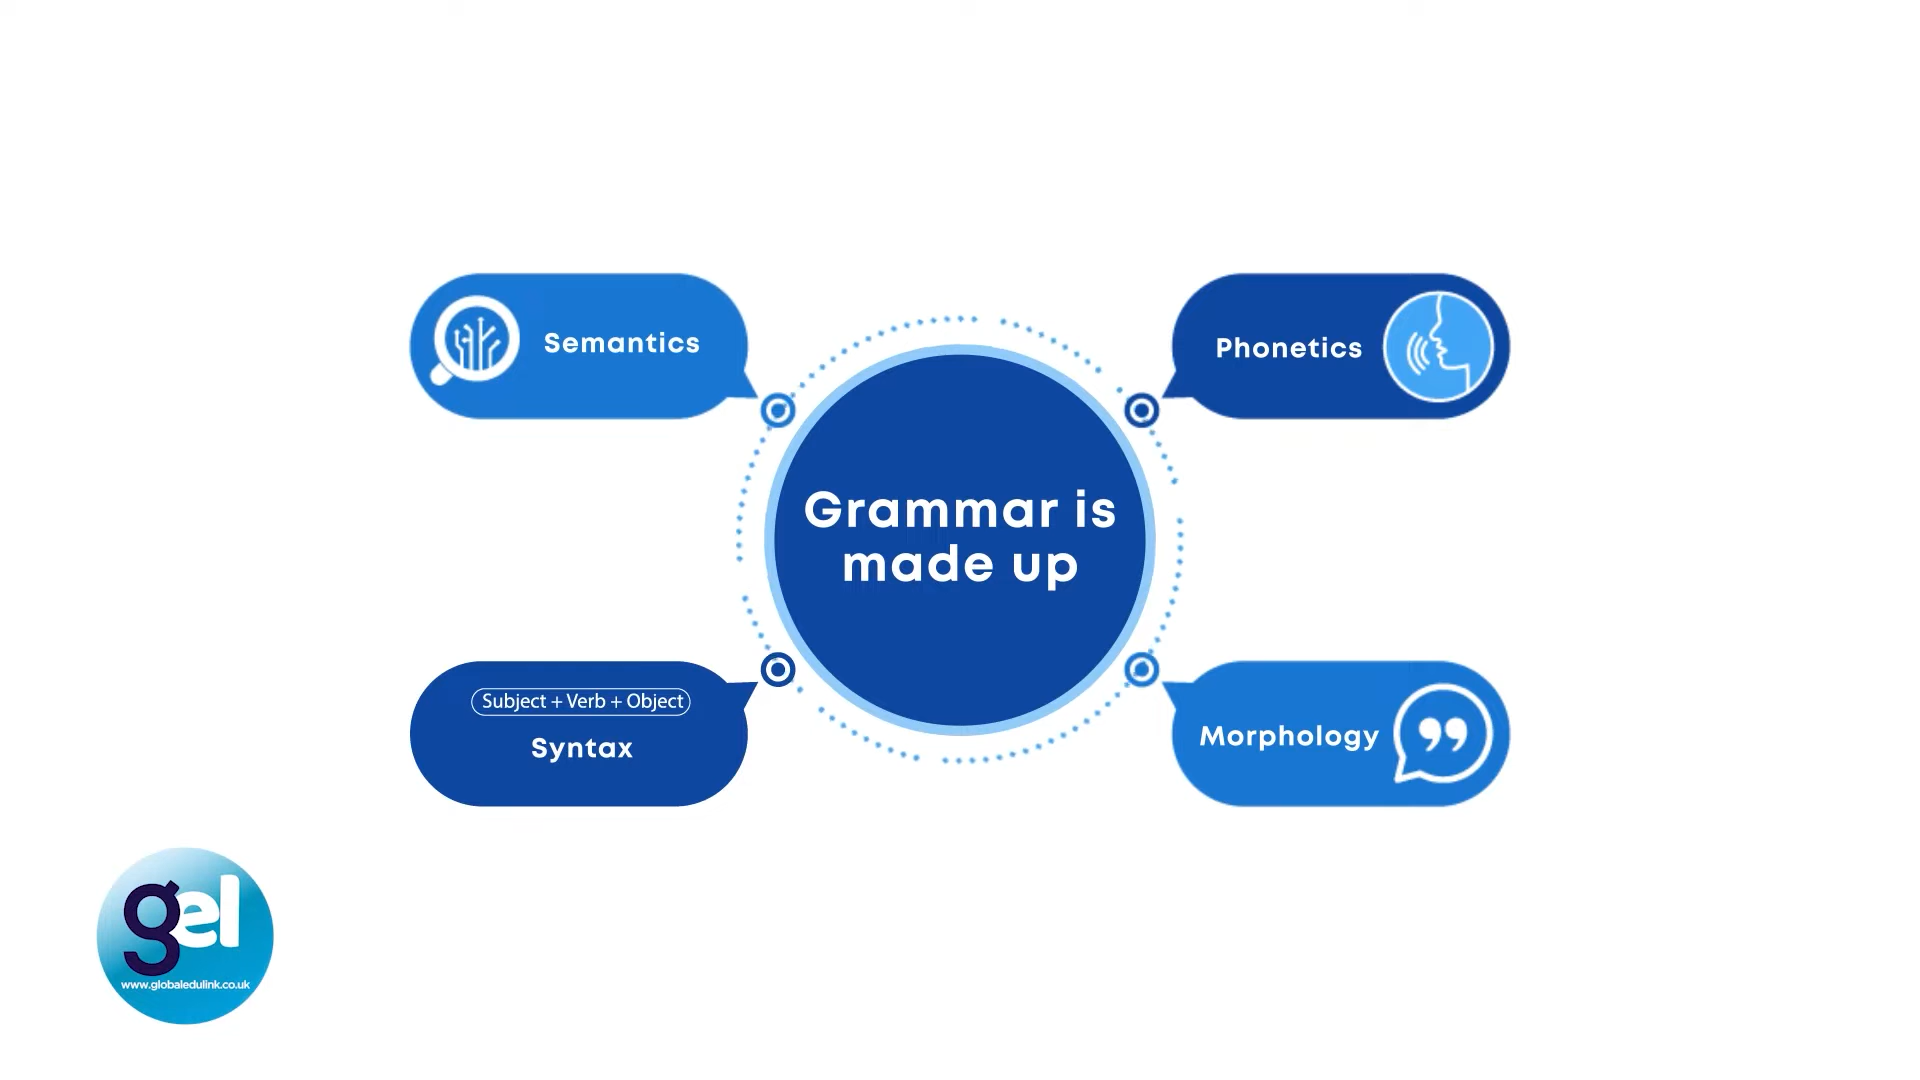 Semantics
Phonetics
Grammar is
made up
Subject + Verb + Object
Syntax
Morphology
gel
www.globaledulink.co.uk